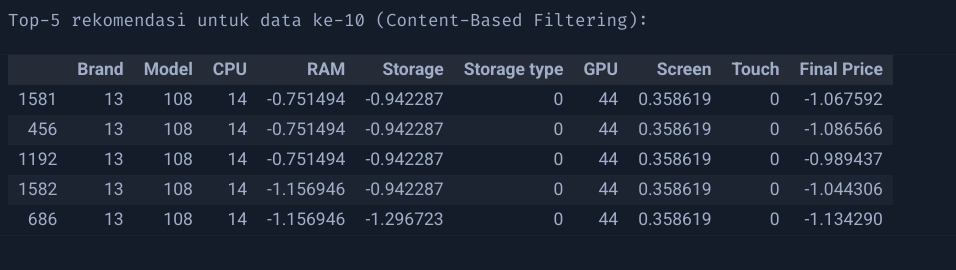 Top-5 rekomendasi untuk data ke-10 (Content-Based Filtering):
Brand Model CPU RAM Storage Storage type GPU Screen Touch Final Price
1581 13 108 14 -0.751494 -0.942287 0 44 0.358619 0 -1.067592
456 13 108 14 -0.751494 -0.942287 0 44 0.358619 0 -1.086566
1192 13 108 14 -0.751494 -0.942287 0 44 0.358619 0 -0.989437
1582 13 108 14 -1.156946 -0.942287 0 44 0.358619 0 -1.044306
686 13 108 14 -1.156946 -1.296723 0 44 0.358619 0 -1.134290